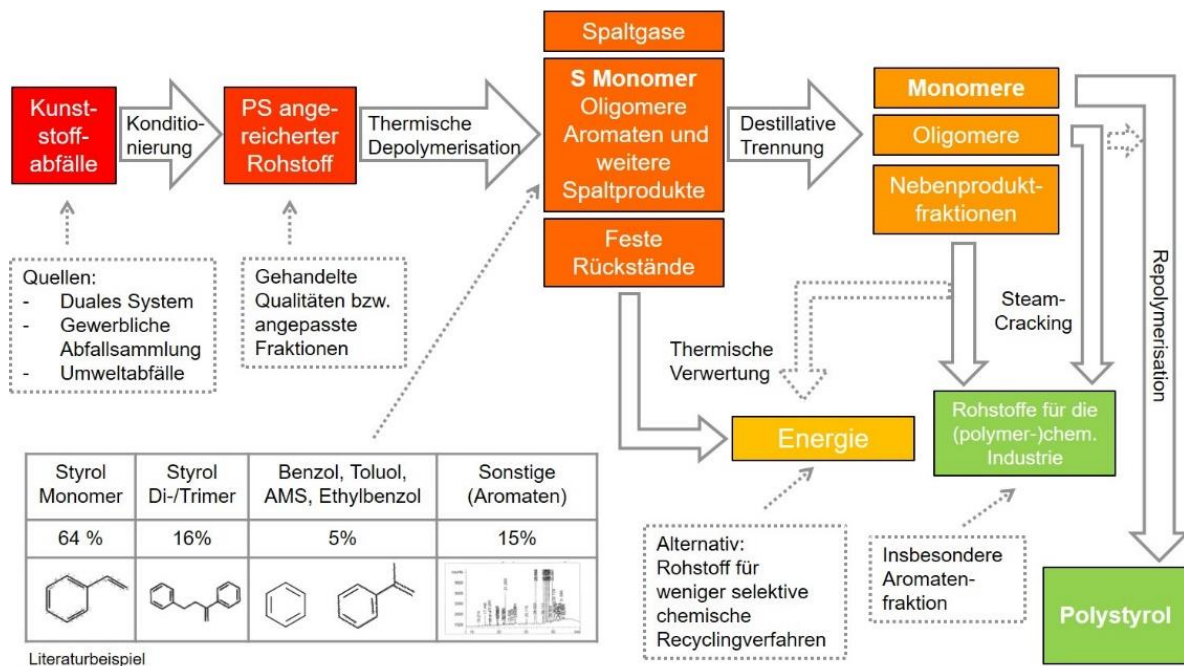 Kunst-
stoff-
abfälle
Konditio-
nierung
PS ange-
reicherter
Rohstoff
Thermische
Depolymerisation
Spaltgase
S Monomer
Oligomere
Aromaten und
weitere
Spaltprodukte
Feste
Rückstände
Destillative
Trennung
Monomere
Oligomere
Nebenprodukt-
fraktionen
Repolymerisation
Steam-
Cracking
Thermische
Verwertung
Quellen:
- Duales System
- Gewerbliche
Abfallsammlung
- Umweltabfälle
Gehandelte
Qualitäten bzw.
angepasste
Fraktionen
Energie
Rohstoffe für die
(polymer-)chem.
Industrie
Alternativ:
Rohstoff für
weniger selektive
chemische
Recyclingverfahren
Insbesondere
Aromaten-
fraktion
Polystyrol
Styrol
Monomer
Styrol
Di-/Trimer
Benzol, Toluol,
AMS, Ethylbenzol
Sonstige
(Aromaten)
64 %
16%
5%
15%
Literaturbeispiel